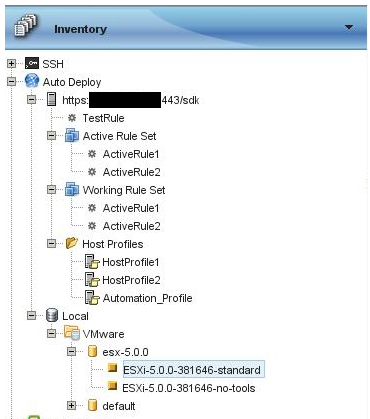 Inventory
SSH
Auto Deploy
https: 443/sdk
TestRule
Active Rule Set
ActiveRule1
ActiveRule2
Working Rule Set
ActiveRule1
ActiveRule2
Host Profiles
HostProfile1
HostProfile2
Automation_Profile
Local
VMware
esx-5.0.0
ESXi-5.0.0-381646-standard
ESXi-5.0.0-381646-no-tools
default